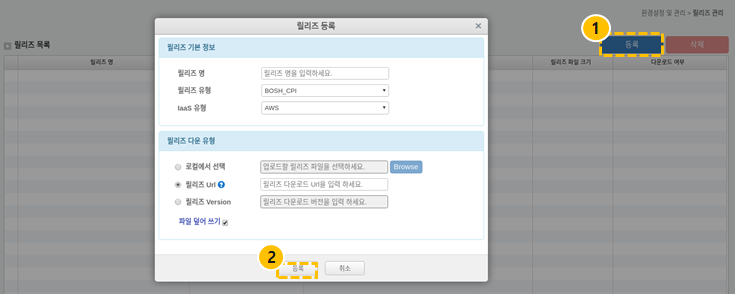 환경설정 및 관리 > 릴리즈 관리
1
릴리즈 목록
등록
삭제
릴리즈 명
릴리즈 파일 크기
다운로드 여부
릴리즈 등록
×
릴리즈 기본 정보
릴리즈 명
릴리즈 명을 입력하세요.
릴리즈 유형
BOSH_CPI
IaaS 유형
AWS
릴리즈 다운 유형
로컬에서 선택
업로드할 릴리즈 파일을 선택하세요.
Browse
릴리즈 Url ?
릴리즈 다운로드 Url을 입력 하세요.
릴리즈 Version
릴리즈 다운로드 버전을 입력 하세요.
파일 덮어 쓰기
2
등록
취소